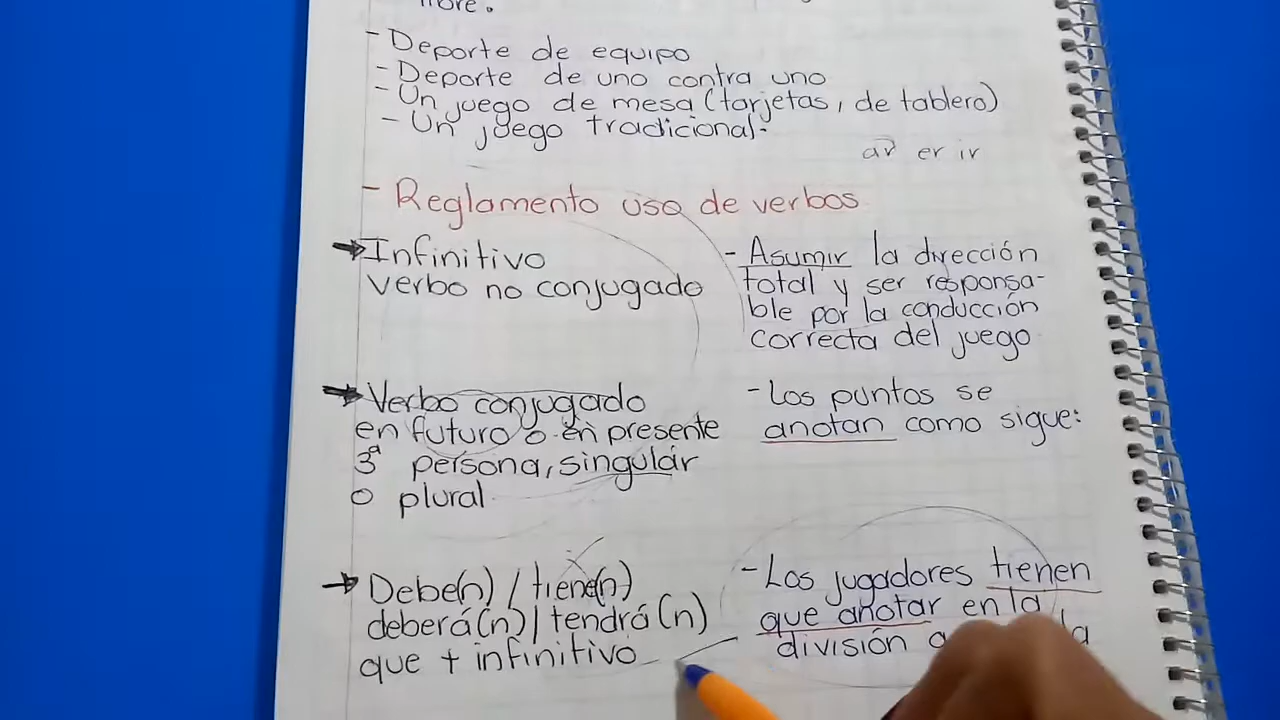 libre.
- Deporte de equipo
- Deporte de uno contra uno
- Un juego de mesa (tarjetas, de tablero)
- Un juego tradicional.
ar er ir
- Reglamento uso de verbos
Infinitivo
verbo no conjugado
- Asumir la dirección
total y ser responsa-
ble por la conducción
correcta del juego
Verbo conjugado
en futuro o en presente
3ª persona, singular
o plural
- Los puntos se
anotan como sigue:
Debe(n) / tiene(n)
deberá(n) / tendrá(n)
que + infinitivo
- Los jugadores tienen
que anotar en la
división